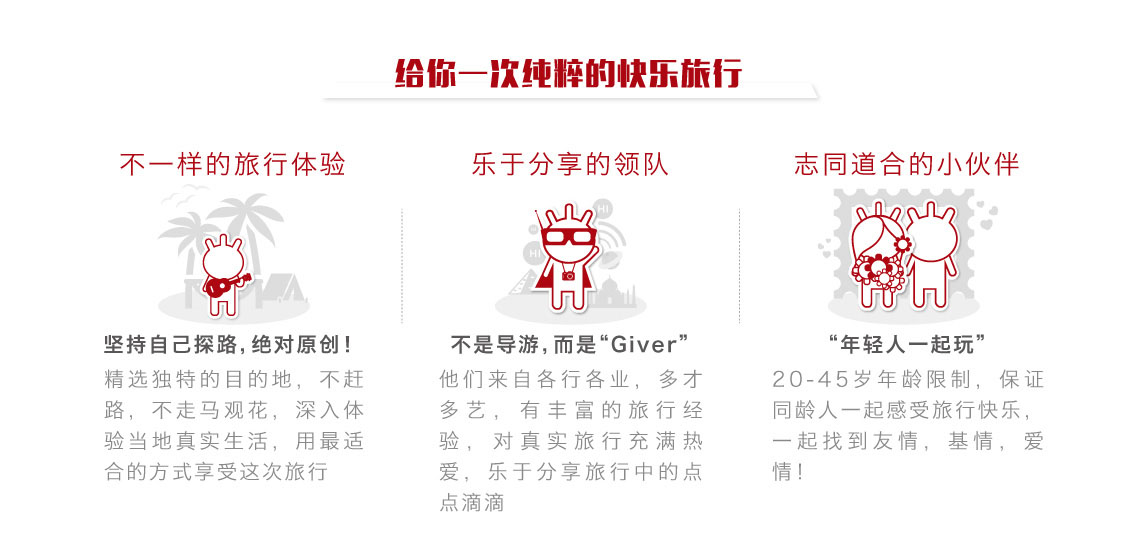 给你一次纯粹的快乐旅行
不一样的旅行体验
坚持自己探路,绝对原创!
精选独特的目的地，不赶
路，不走马观花，深入体
验当地真实生活，用最适
合的方式享受这次旅行
乐于分享的领队
HI
HI
不是导游,而是“Giver”
他们来自各行各业，多才
多艺，有丰富的旅行经
验，对真实旅行充满热
爱，乐于分享旅行中的点
点滴滴
志同道合的小伙伴
“年轻人一起玩”
20-45岁年龄限制，保证
同龄人一起感受旅行快乐，
一起找到友情，基情，爱
情！